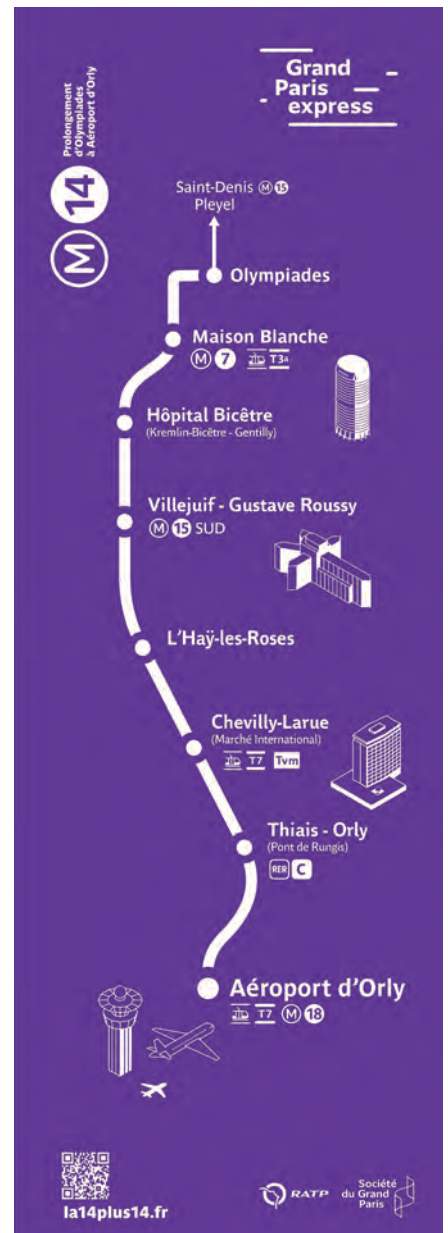 Grand
Paris
express
M 14
Prolongement
d'Olympiades
à Aéroport d'Orly
Saint-Denis M 15
Pleyel
Olympiades
Maison Blanche
M 7 T3a
Hôpital Bicêtre
(Kremlin-Bicêtre - Gentilly)
Villejuif - Gustave Roussy
M 15 SUD
L'Haÿ-les-Roses
Chevilly-Larue
(Marché International)
T7 Tvm
Thiais - Orly
(Pont de Rungis)
RER C
Aéroport d'Orly
T7 M 18
la14plus14.fr
RATP
Société
du Grand
Paris